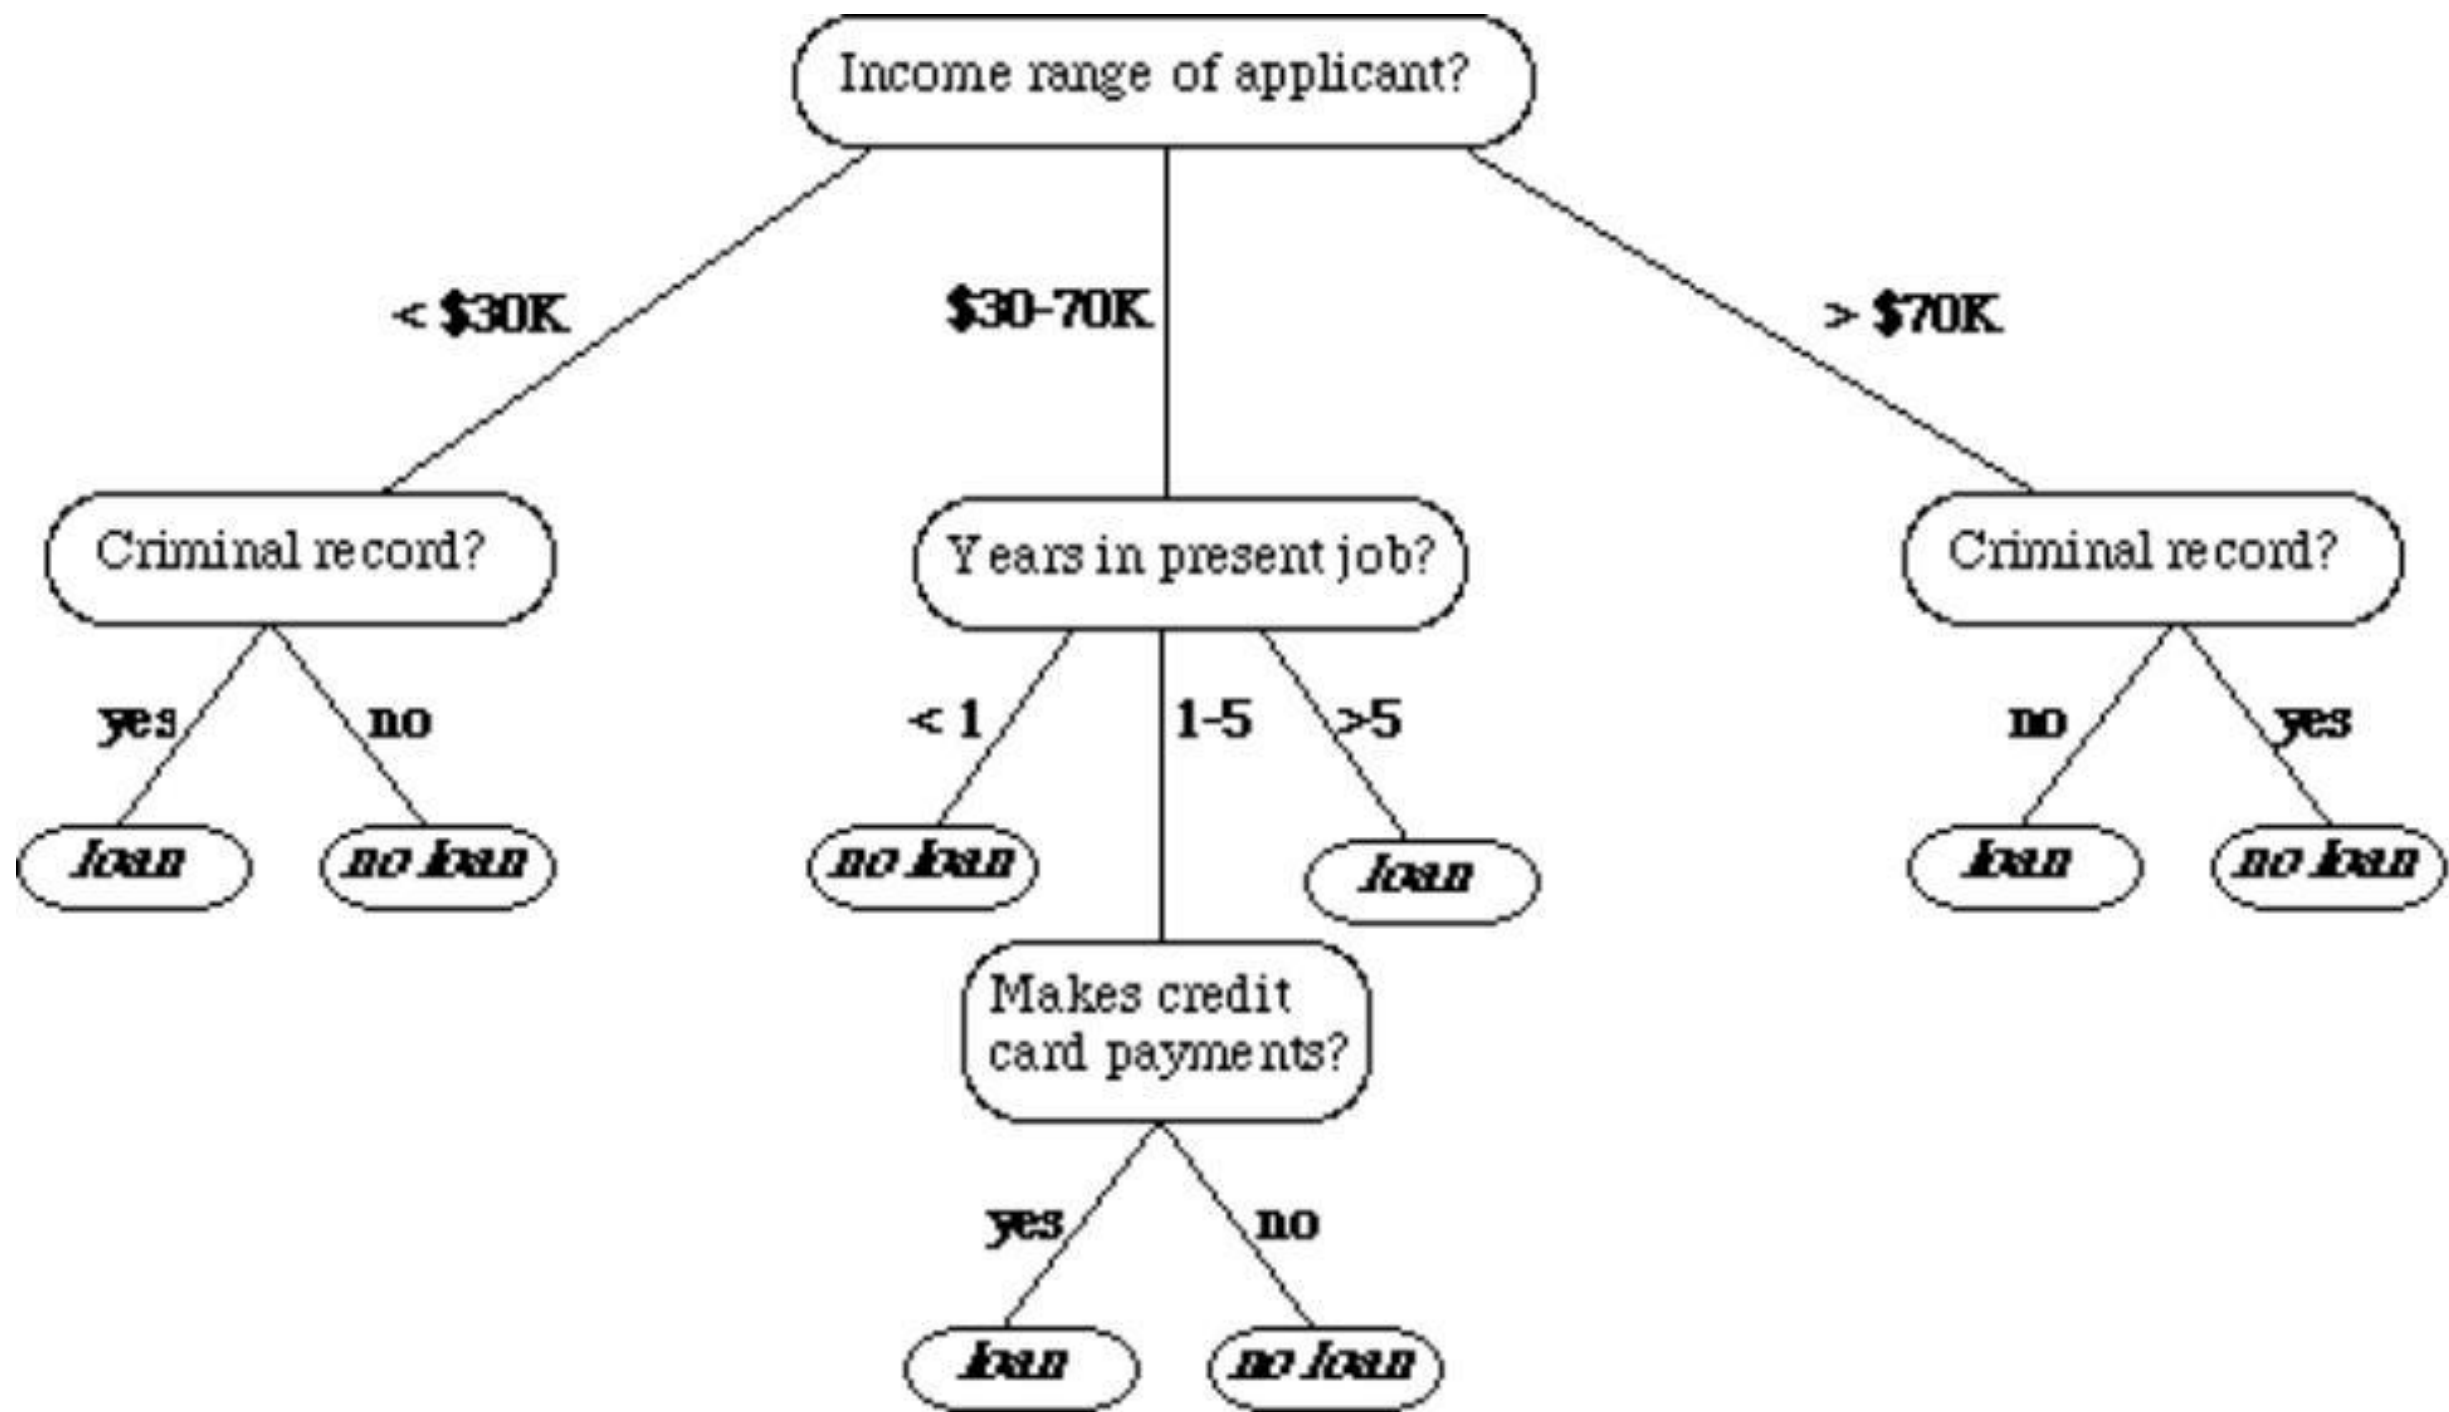 Income range of applicant?
< $30K
$30-70K
> $70K
Criminal record?
Years in present job?
Criminal record?
yes
no
< 1
1-5
>5
no
yes
loan
no loan
no loan
loan
loan
no loan
Makes credit
card payments?
yes
no
loan
no loan